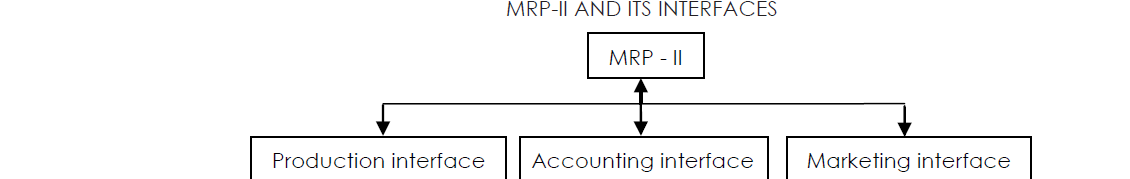 MRP-II AND ITS INTERFACES
MRP - II
Production interface
Accounting interface
Marketing interface